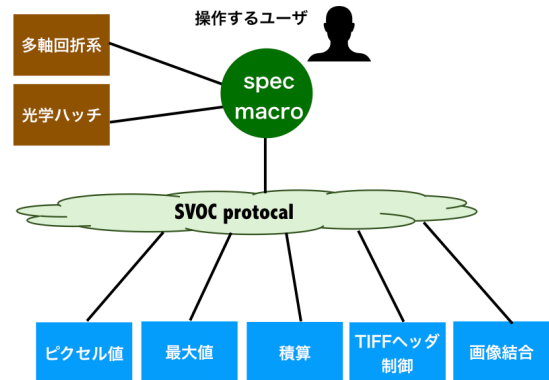 操作するユーザ
多軸回折系
光学ハッチ
spec
macro
SVOC protocal
ピクセル値
最大値
積算
TIFFヘッダ
制御
画像結合